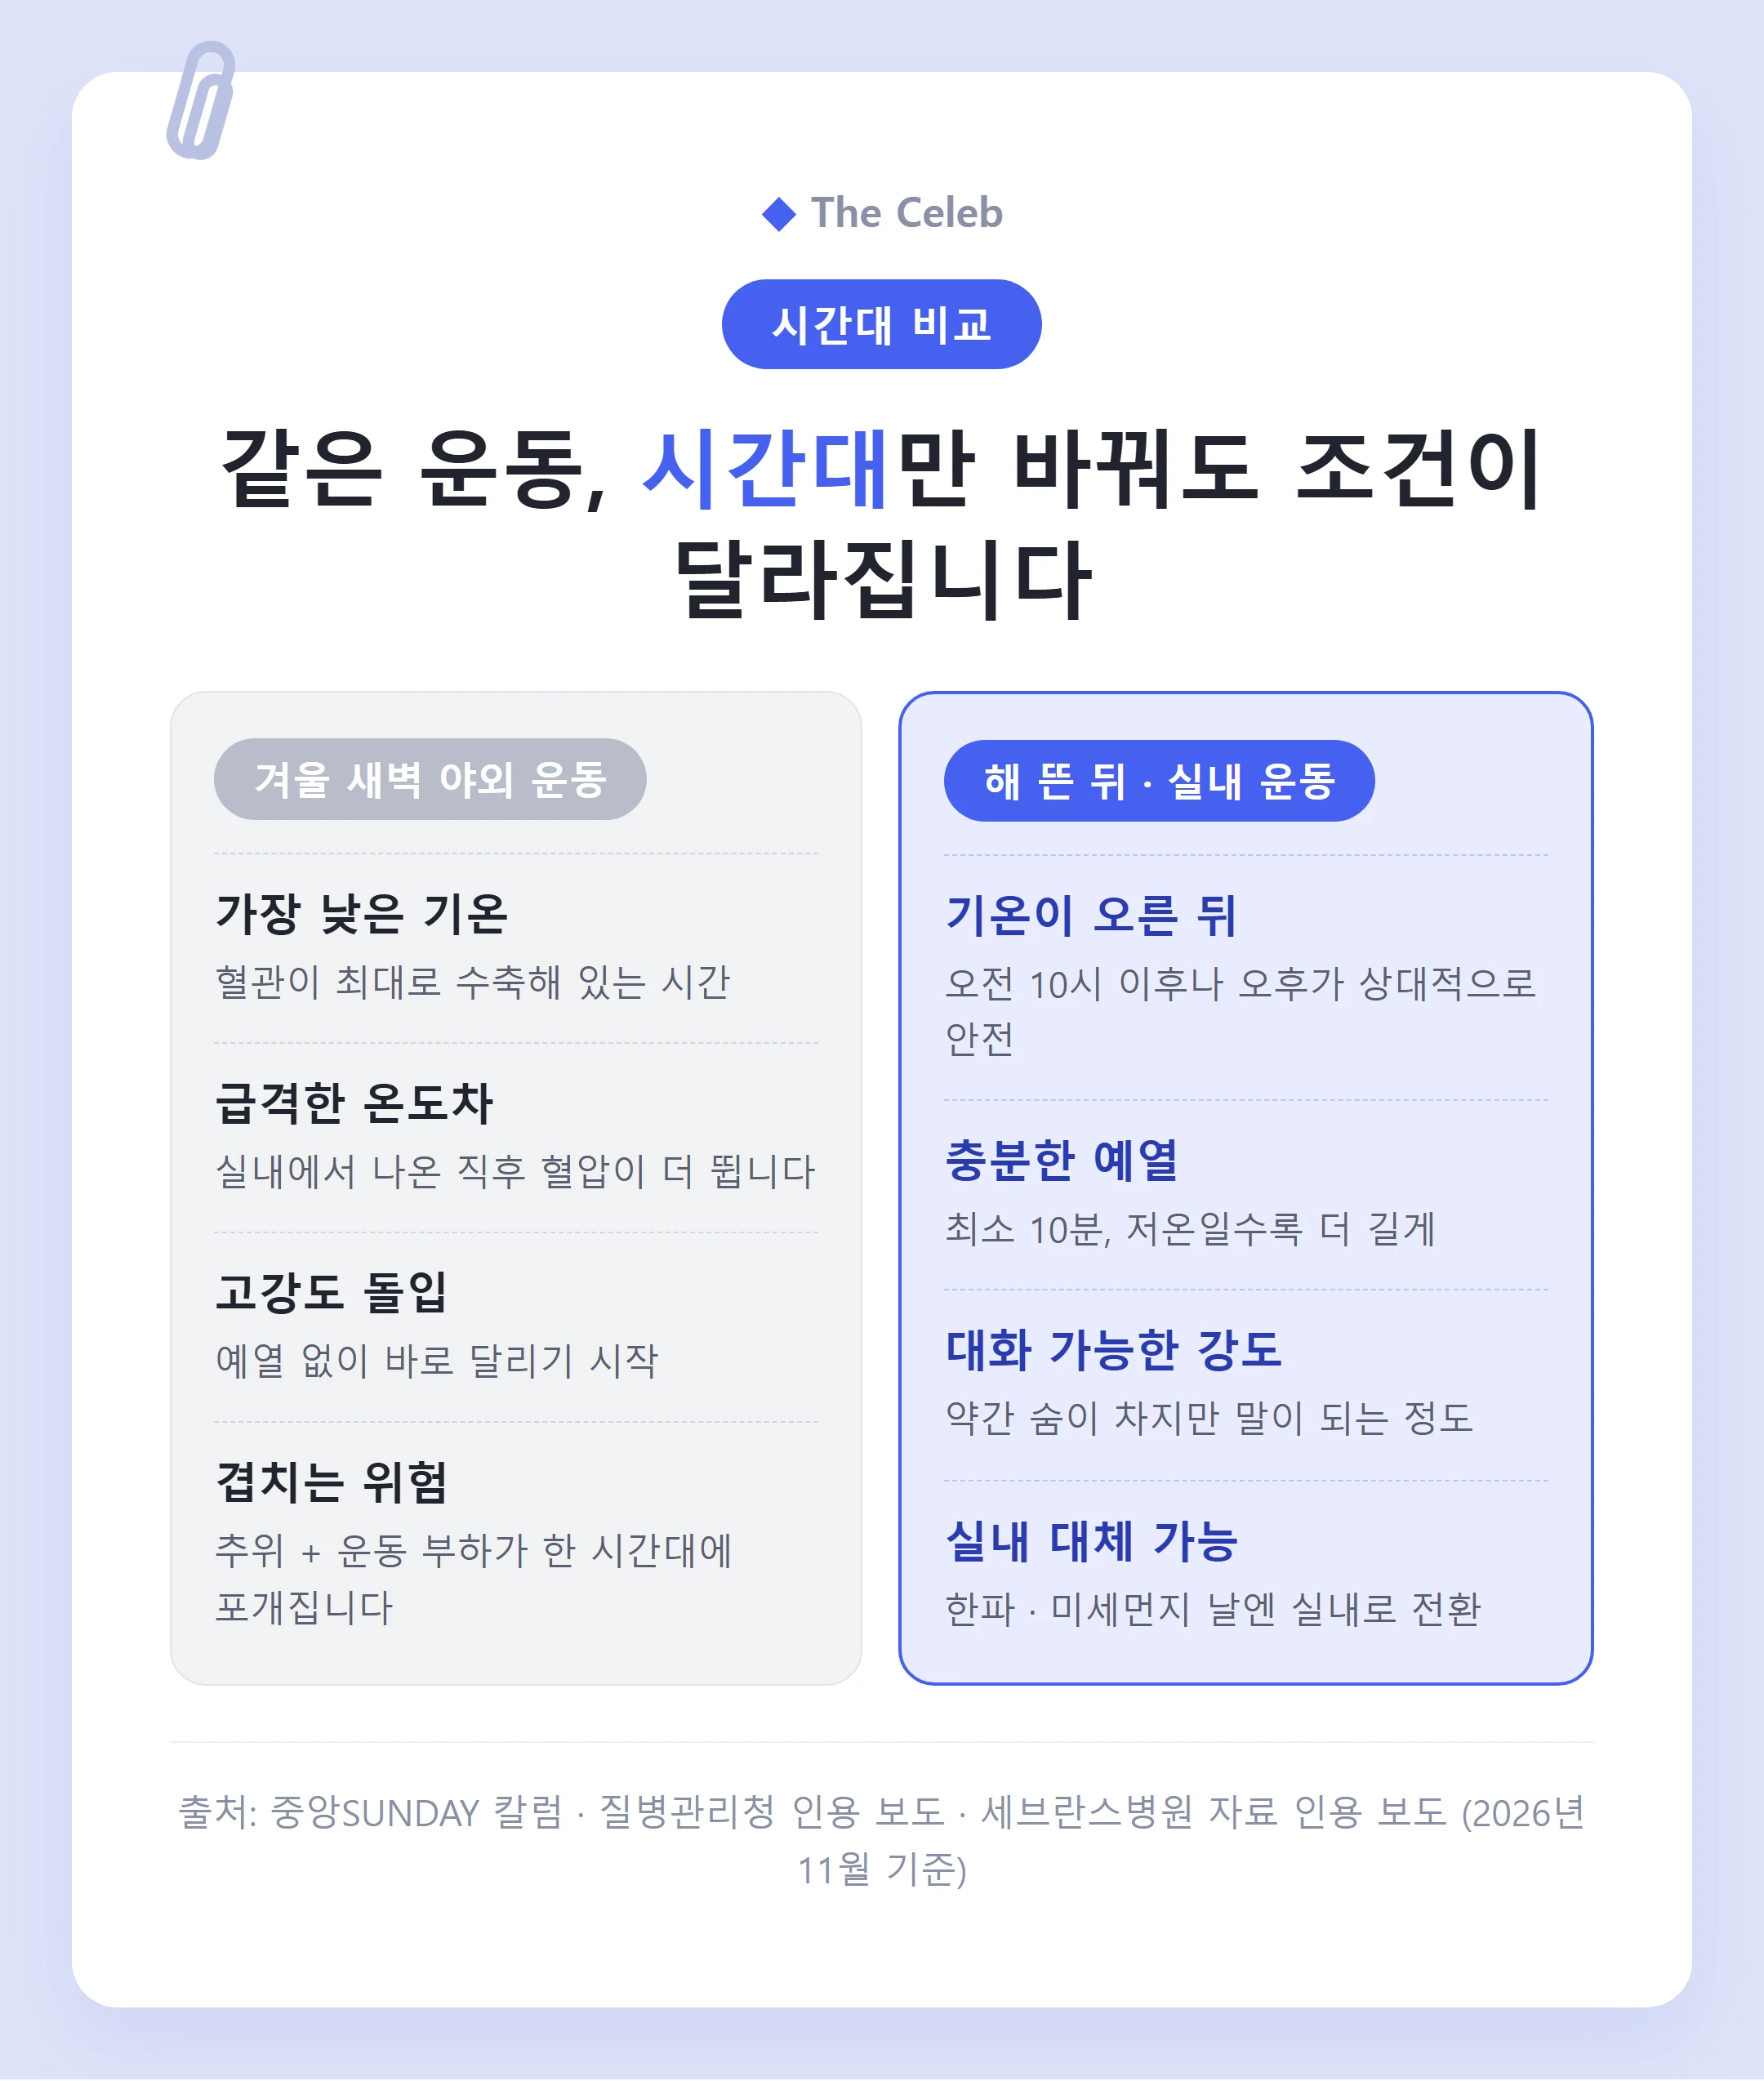 The Celeb
시간대 비교
같은 운동, 시간대만 바꿔도 조건이
달라집니다
겨울 새벽 야외 운동
가장 낮은 기온
혈관이 최대로 수축해 있는 시간
급격한 온도차
실내에서 나온 직후 혈압이 더 뜁니다
고강도 돌입
예열 없이 바로 달리기 시작
겹치는 위험
추위 + 운동 부하가 한 시간대에
포개집니다
해 뜬 뒤 · 실내 운동
기온이 오른 뒤
오전 10시 이후나 오후가 상대적으로
안전
충분한 예열
최소 10분, 저온일수록 더 길게
대화 가능한 강도
약간 숨이 차지만 말이 되는 정도
실내 대체 가능
한파 · 미세먼지 날엔 실내로 전환
출처: 중앙SUNDAY 칼럼 · 질병관리청 인용 보도 · 세브란스병원 자료 인용 보도 (2026년
11월 기준)